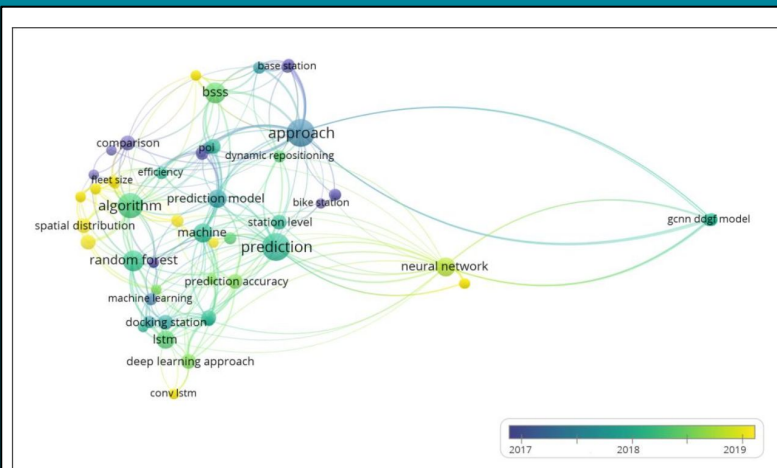 base station
bsss
approach
comparison
poi
dynamic repositioning
efficiency
fleet size
algorithm
prediction model
bike station
gcnn ddgf model
spatial distribution
machine
station level
prediction
random forest
neural network
prediction accuracy
machine learning
docking station
lstm
deep learning approach
conv lstm
2017
2018
2019